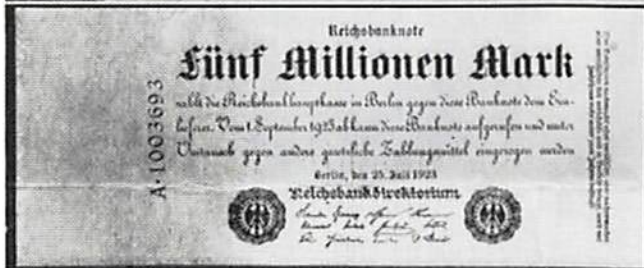 Reichsbanknote
Fünf Millionen Mark
zahlt die Reichsbankhauptkasse in Berlin gegen diese Banknote dem Ein-
lieferer. Vom 1. September 1923 ab kann diese Banknote aufgerufen und unter
Umtausch gegen andere gesetzliche Zahlungsmittel eingezogen werden
Berlin, den 25. Juli 1923
Reichsbankdirektorium
A·1003693